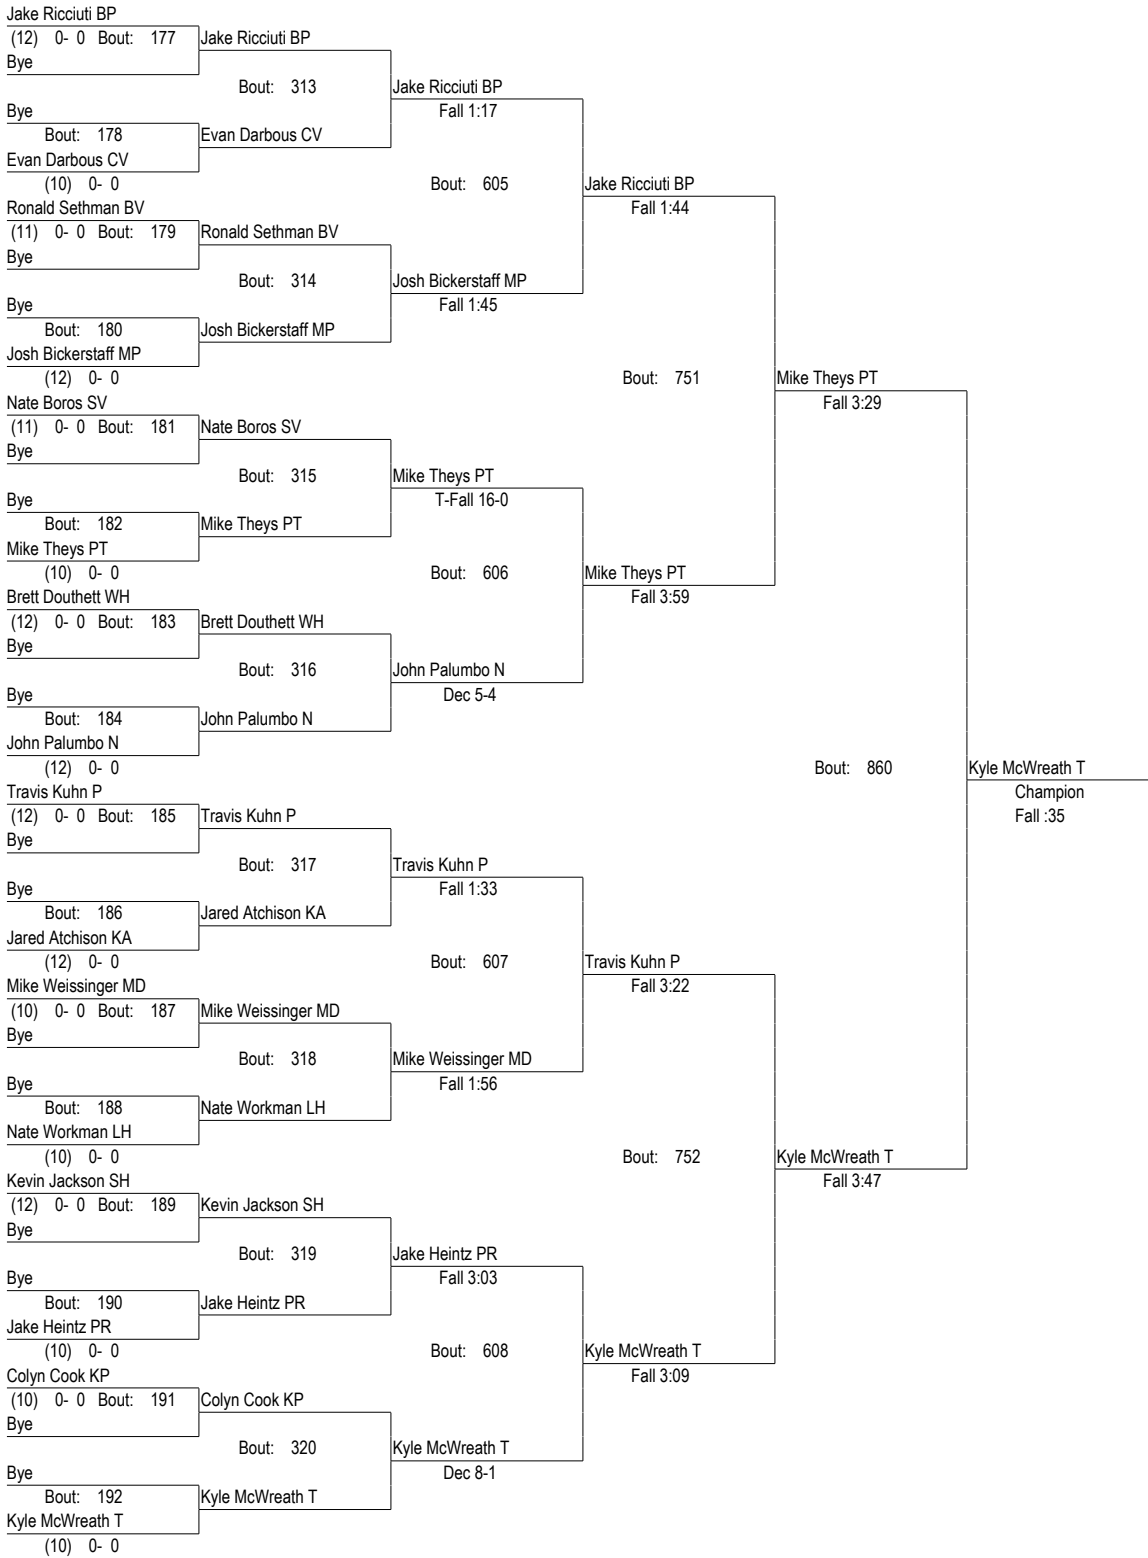 Jake Ricciuti BP
(12) 0- 0 Bout: 177 Jake Ricciuti BP
Bye
Bout: 313 Jake Ricciuti BP
Bye Fall 1:17
Bout: 178 Evan Darbous CV
Evan Darbous CV
(10) 0- 0 Bout: 605 Jake Ricciuti BP
Ronald Sethman BV Fall 1:44
(11) 0- 0 Bout: 179 Ronald Sethman BV
Bye
Bout: 314 Josh Bickerstaff MP
Bye Fall 1:45
Bout: 180 Josh Bickerstaff MP
Josh Bickerstaff MP
(12) 0- 0 Bout: 751 Mike Theys PT
Nate Boros SV Fall 3:29
(11) 0- 0 Bout: 181 Nate Boros SV
Bye
Bout: 315 Mike Theys PT
Bye T-Fall 16-0
Bout: 182 Mike Theys PT
Mike Theys PT
(10) 0- 0 Bout: 606 Mike Theys PT
Brett Douthett WH Fall 3:59
(12) 0- 0 Bout: 183 Brett Douthett WH
Bye
Bout: 316 John Palumbo N
Bye Dec 5-4
Bout: 184 John Palumbo N
John Palumbo N
(12) 0- 0 Bout: 860 Kyle McWreath T
Travis Kuhn P Champion
(12) 0- 0 Bout: 185 Travis Kuhn P Fall :35
Bye
Bout: 317 Travis Kuhn P
Bye Fall 1:33
Bout: 186 Jared Atchison KA
Jared Atchison KA
(12) 0- 0 Bout: 607 Travis Kuhn P
Mike Weissinger MD Fall 3:22
(10) 0- 0 Bout: 187 Mike Weissinger MD
Bye
Bout: 318 Mike Weissinger MD
Bye Fall 1:56
Bout: 188 Nate Workman LH
Nate Workman LH
(10) 0- 0 Bout: 752 Kyle McWreath T
Kevin Jackson SH Fall 3:47
(12) 0- 0 Bout: 189 Kevin Jackson SH
Bye
Bout: 319 Jake Heintz PR
Bye Fall 3:03
Bout: 190 Jake Heintz PR
Jake Heintz PR
(10) 0- 0 Bout: 608 Kyle McWreath T
Colyn Cook KP Fall 3:09
(10) 0- 0 Bout: 191 Colyn Cook KP
Bye
Bout: 320 Kyle McWreath T
Bye Dec 8-1
Bout: 192 Kyle McWreath T
Kyle McWreath T
(10) 0- 0